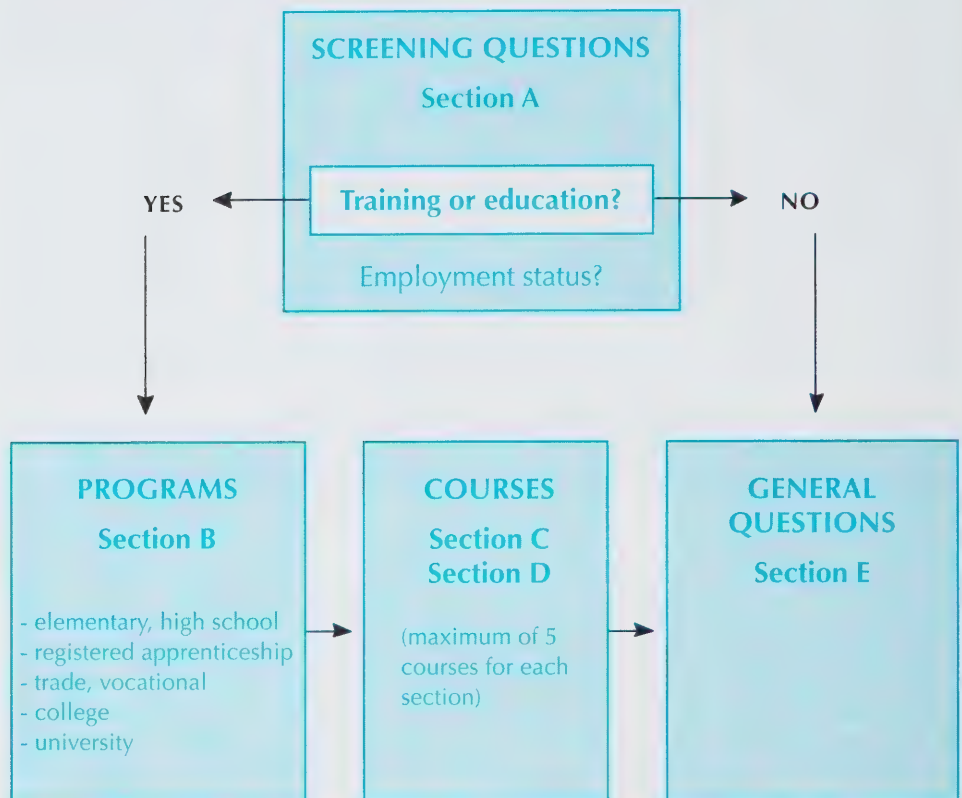 SCREENING QUESTIONS
Section A
YES
Training or education?
NO
Employment status?
PROGRAMS
Section B
- elementary, high school
- registered apprenticeship
- trade, vocational
- college
- university
COURSES
Section C
Section D
(maximum of 5
courses for each
section)
GENERAL
QUESTIONS
Section E